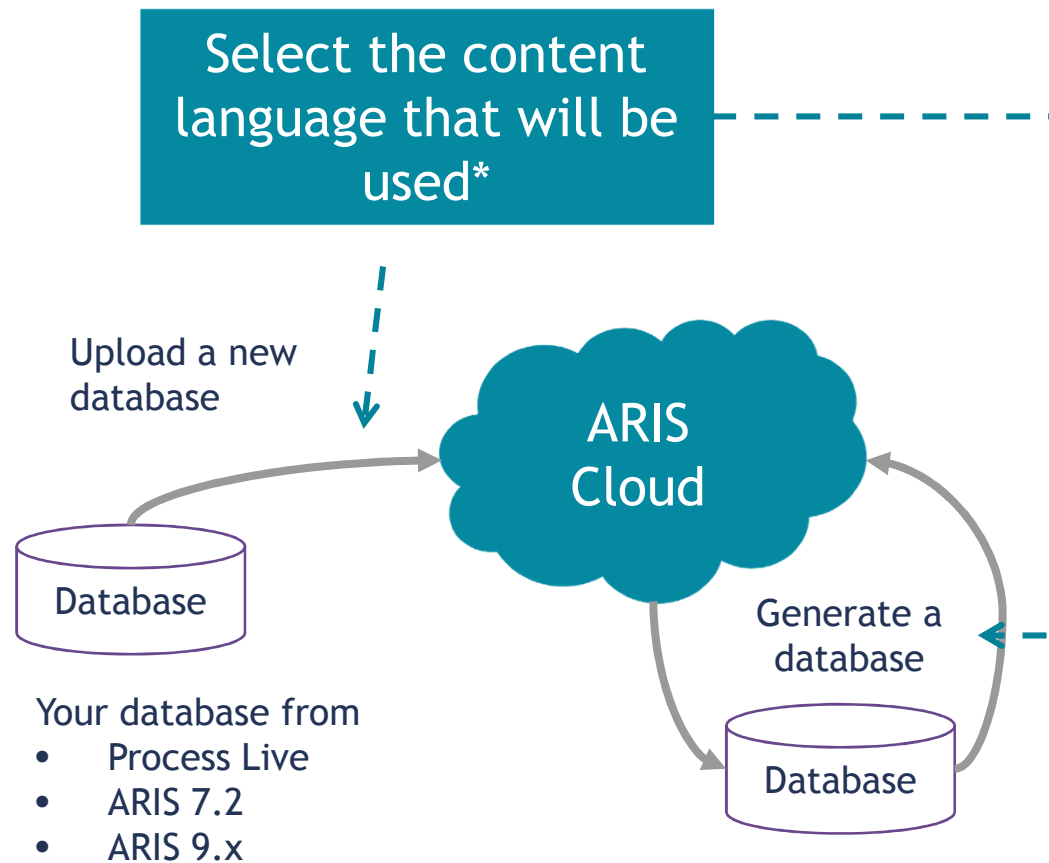 Select the content
language that will be
used*
Upload a new
database
ARIS
Cloud
Database
Generate a
database
Your database from
• Process Live
• ARIS 7.2
• ARIS 9.x
Database